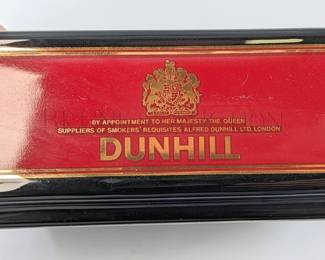 BY APPOINTMENT TO HER MAJESTY THE QUEEN
SUPPLIERS OF SMOKERS' REQUISITES ALFRED DUNHILL LTD. LONDON
DUNHILL